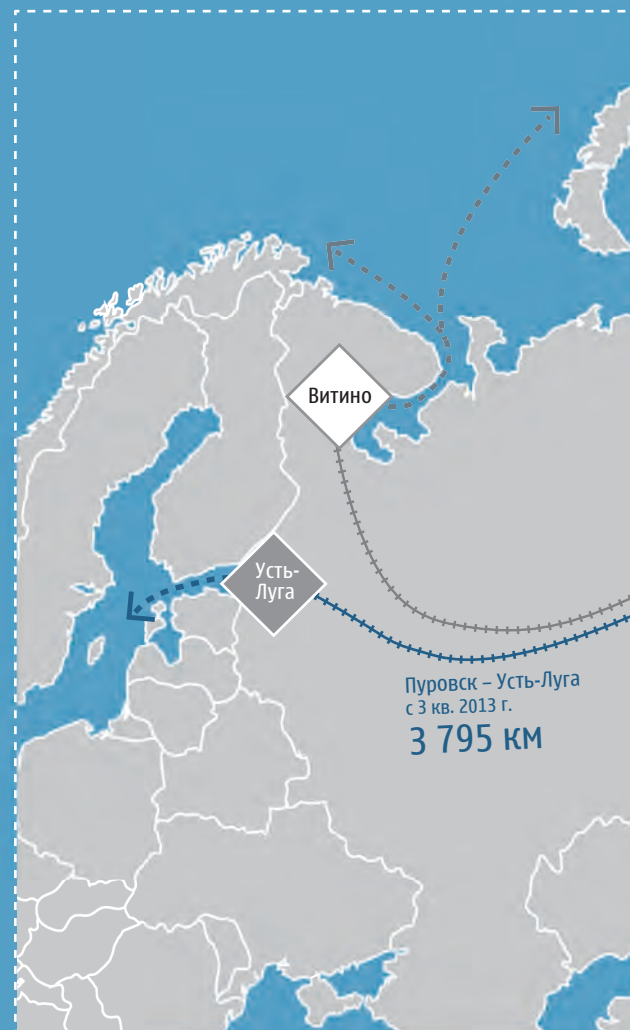 Витино
Усть-
Луга
Пуровск – Усть-Луга
с 3 кв. 2013 г.
3 795 км